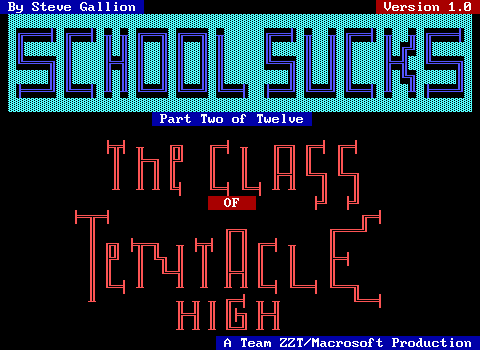 By Steve Gallion
Version 1.0
SCHOOL SUCKS
Part Two of Twelve
The CLASS
OF
TENTACLE
HIGH
A Team ZZT/Macrosoft Production